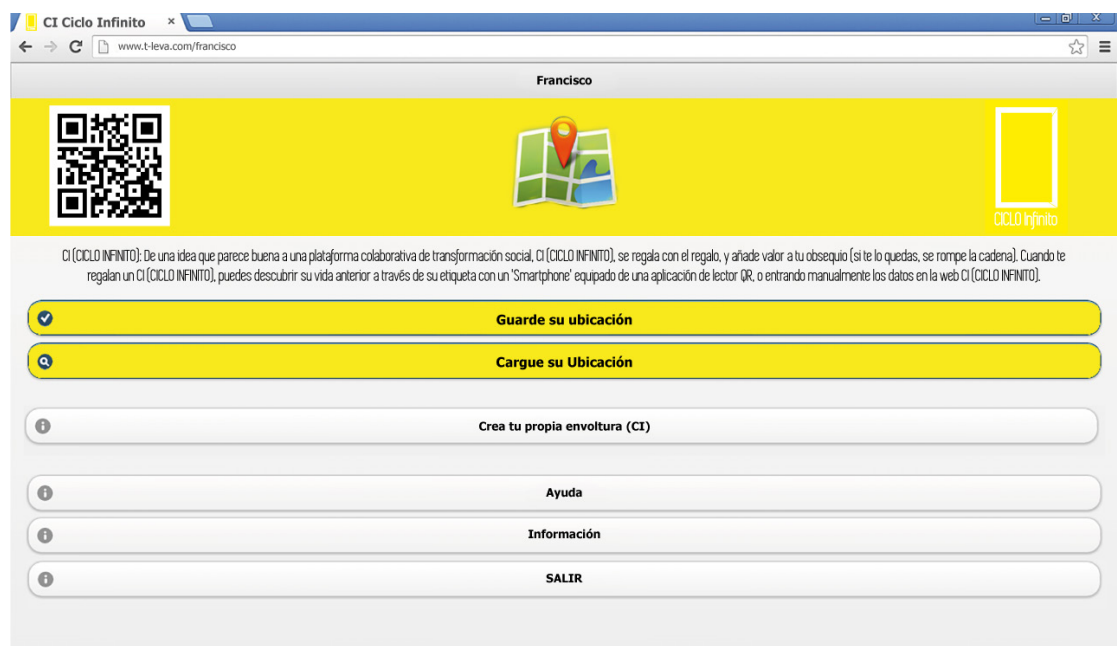 CI Ciclo Infinito
www.t-leva.com/francisco
Francisco
CICLO Infinito
CI (CICLO INFINITO): De una idea que parece buena a una plataforma colaborativa de transformación social, CI (CICLO INFINITO), se regala con el regalo, y añade valor a tu obsequio (si te lo quedas, se rompe la cadena). Cuando te
regalan un CI (CICLO INFINITO), puedes descubrir su vida anterior a través de su etiqueta con un 'Smartphone' equipado de una aplicación de lector QR, o entrando manualmente los datos en la web CI (CICLO INFINITO).
Guarde su ubicación
Cargue su Ubicación
Crea tu propia envoltura (CI)
Ayuda
Información
SALIR